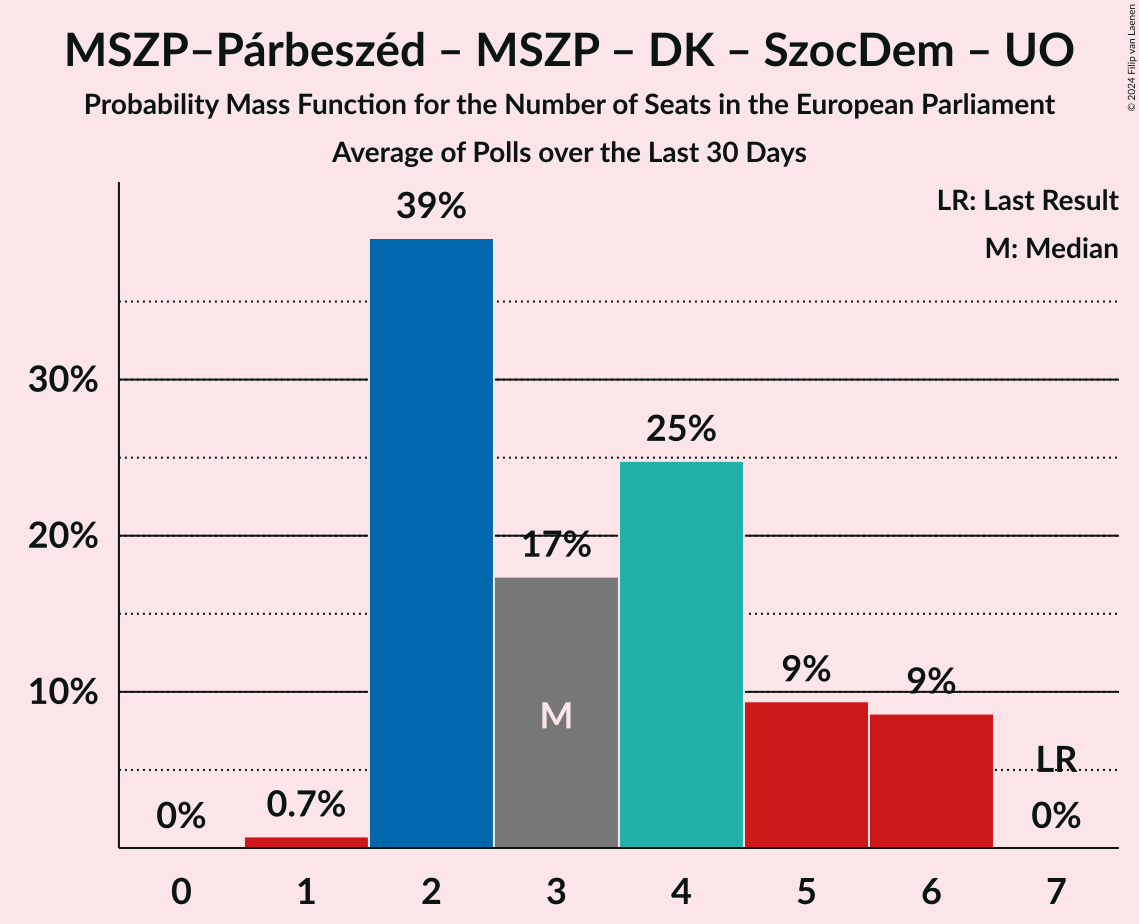 MSZP–Párbeszéd – MSZP – DK – SzocDem – UO
Probability Mass Function for the Number of Seats in the European Parliament
Average of Polls over the Last 30 Days
© 2024 Filip van Laenen
LR: Last Result
M: Median
39%
30%
25%
20%
17%
10%
9%
9%
M
LR
0%
0.7%
0%
0 1 2 3 4 5 6 7